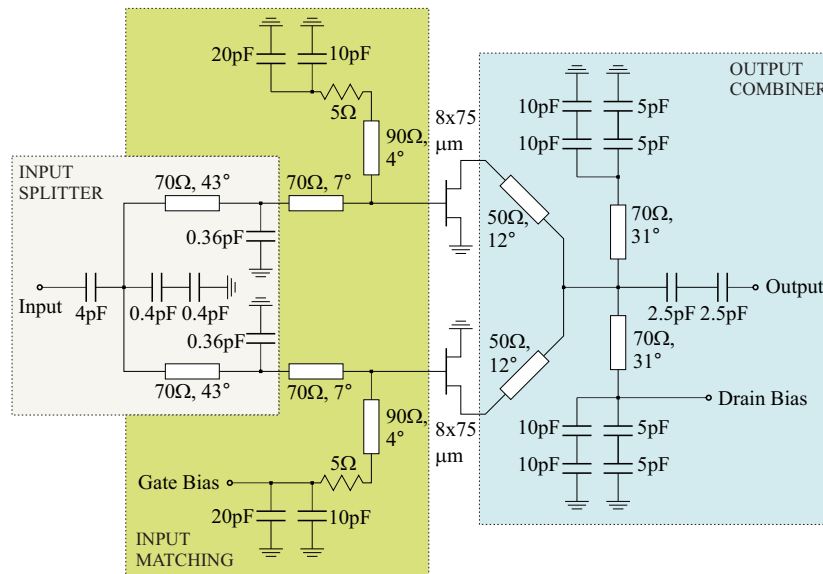 20pF
10pF
5Ω
90Ω,
4°
8x75
μm
OUTPUT
COMBINER
10pF
5pF
10pF
5pF
INPUT
SPLITTER
70Ω, 43°
70Ω, 7°
0.36pF
50Ω,
12°
70Ω,
31°
Input
4pF
0.4pF
0.4pF
Output
2.5pF
2.5pF
0.36pF
50Ω,
12°
70Ω,
31°
70Ω, 43°
70Ω, 7°
90Ω,
4°
8x75
μm
Drain Bias
5Ω
Gate Bias
10pF
5pF
10pF
5pF
20pF
10pF
INPUT
MATCHING